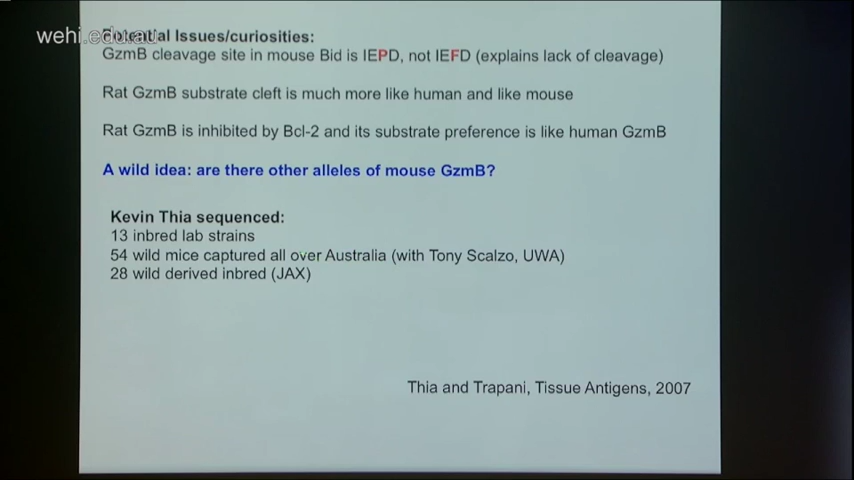 wehi.edu.au
Potential Issues/curiosities:
GzmB cleavage site in mouse Bid is IEPD, not IEFD (explains lack of cleavage)
Rat GzmB substrate cleft is much more like human and like mouse
Rat GzmB is inhibited by Bcl-2 and its substrate preference is like human GzmB
A wild idea: are there other alleles of mouse GzmB?
Kevin Thia sequenced:
13 inbred lab strains
54 wild mice captured all over Australia (with Tony Scalzo, UWA)
28 wild derived inbred (JAX)
Thia and Trapani, Tissue Antigens, 2007